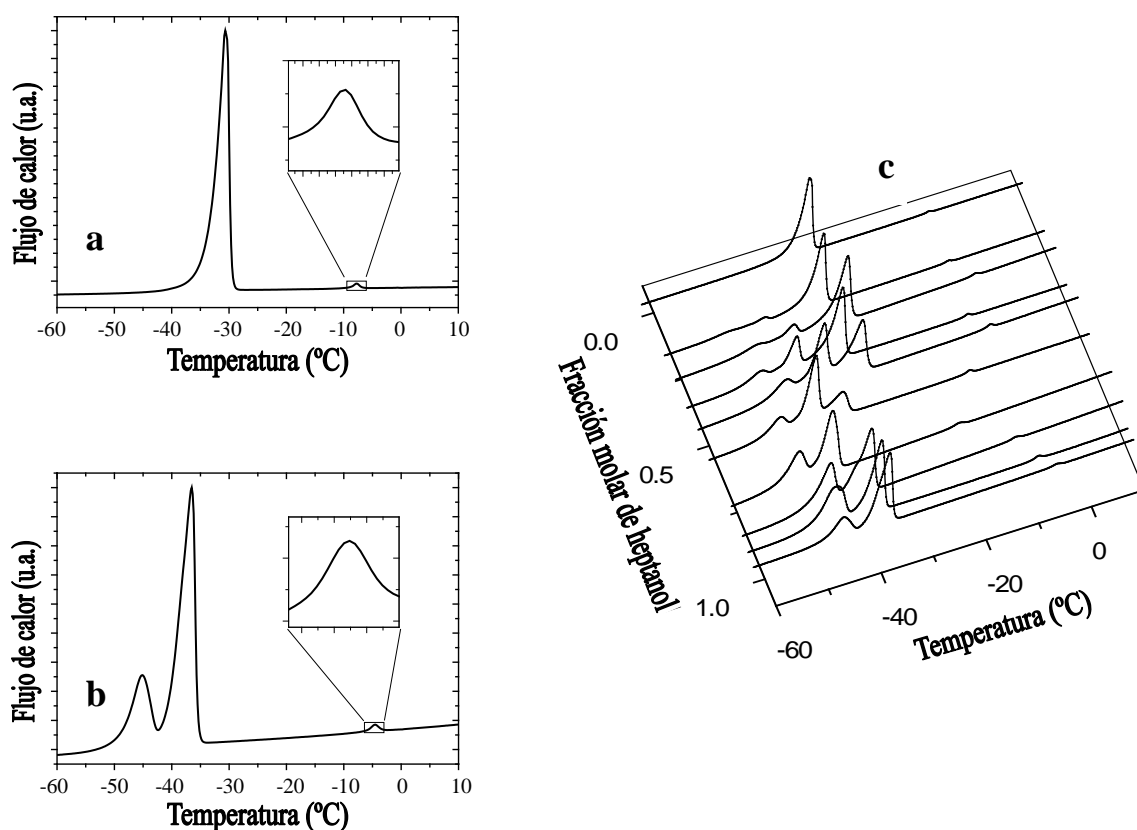 Flujo de calor (u.a.)
a
-60 -50 -40 -30 -20 -10 0 10
Temperatura (ºC)
Flujo de calor (u.a.)
b
-60 -50 -40 -30 -20 -10 0 10
Temperatura (ºC)
c
0.0
0.5
1.0
Fracción molar de heptanol
-60 -40 -20 0
Temperatura (ºC)